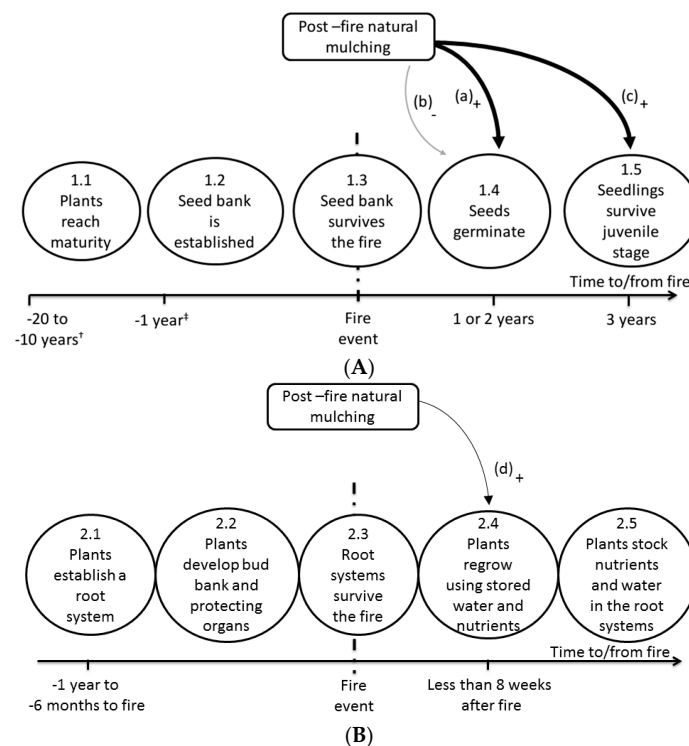 Post –fire natural
mulching
(b)
-
(a)
+
(c)
+
1.1
Plants
reach
maturity
1.2
Seed bank
is
established
1.3
Seed bank
survives
the fire
1.4
Seeds
germinate
1.5
Seedlings
survive
juvenile
stage
Time to/from fire
-20 to
-10 years†
-1 year‡
Fire
event
1 or 2 years
3 years
(A)
Post –fire natural
mulching
(d)
+
2.1
Plants
establish a
root
system
2.2
Plants
develop bud
bank and
protecting
organs
2.3
Root
systems
survive
the fire
2.4
Plants
regrow
using stored
water and
nutrients
2.5
Plants stock
nutrients
and water
in the root
systems
Time to/from fire
-1 year to
-6 months to fire
Fire
event
Less than 8 weeks
after fire
(B)